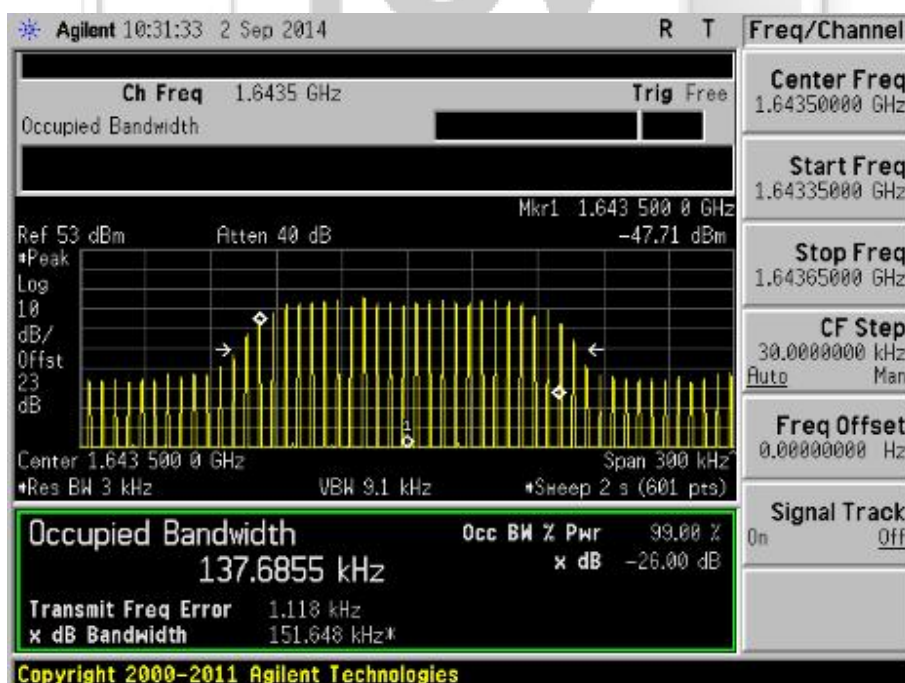 Agilent 10:31:33 2 Sep 2014 R T
Freq/Channel
Ch Freq 1.6435 GHz Trig Free
Occupied Bandwidth
Center Freq
1.64350000 GHz
Start Freq
1.64335000 GHz
Stop Freq
1.64365000 GHz
CF Step
30.0000000 kHz
Auto Man
Freq Offset
0.00000000 Hz
Signal Track
On Off
Mkr1 1.643 500 0 GHz
Ref 53 dBm Atten 40 dB -47.71 dBm
*Peak
Log
10
dB/
Offst
23
dB
1
Center 1.643 500 0 GHz Span 300 kHz^
*Res BW 3 kHz VBW 9.1 kHz *Sweep 2 s (601 pts)
Occupied Bandwidth Occ BW % Pwr 99.00 %
137.6855 kHz x dB -26.00 dB
Transmit Freq Error 1.118 kHz
x dB Bandwidth 151.648 kHz*
Copyright 2000-2011 Agilent Technologies